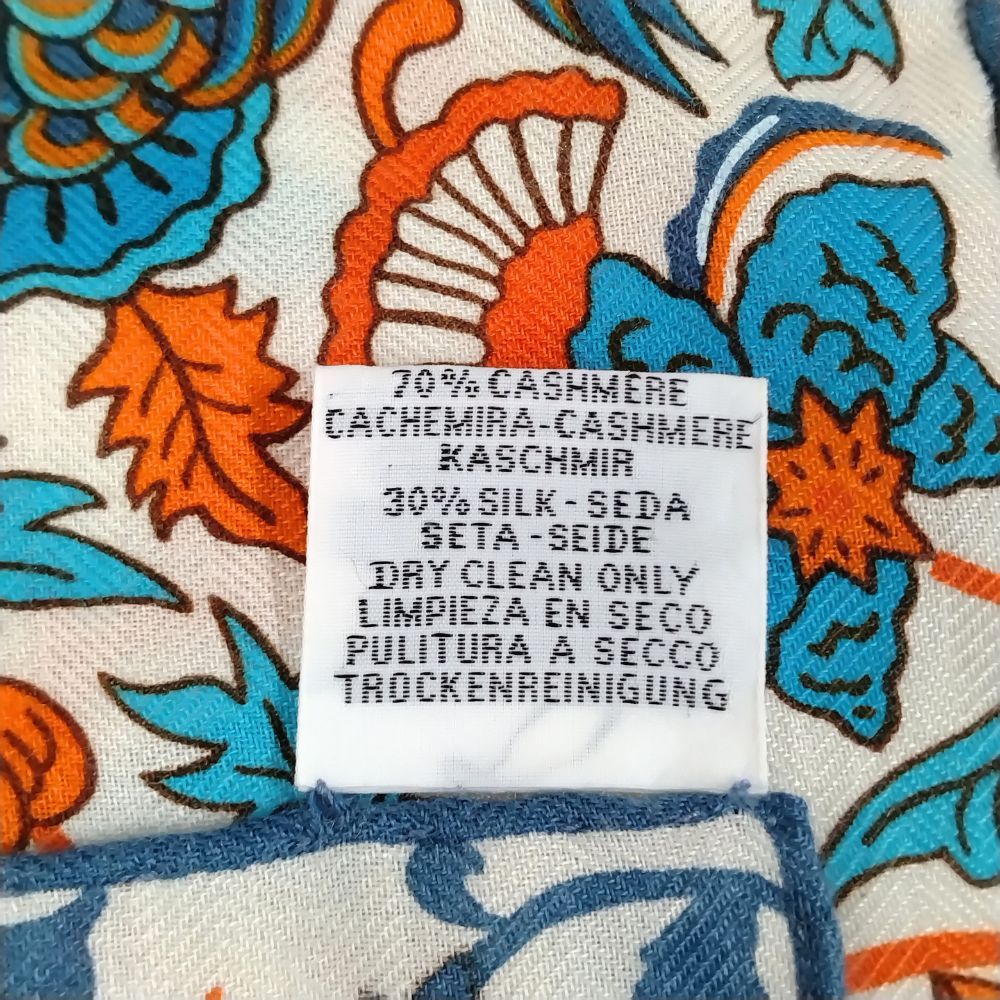 70% CASHMERE
CACHEMIRA-CASHMERE
KASCHMIR
30% SILK-SEDA
SETA-SEIDE
DRY CLEAN ONLY
LIMPIEZA EN SECO
PULITURA A SECCO
TROCKENREINIGUNG